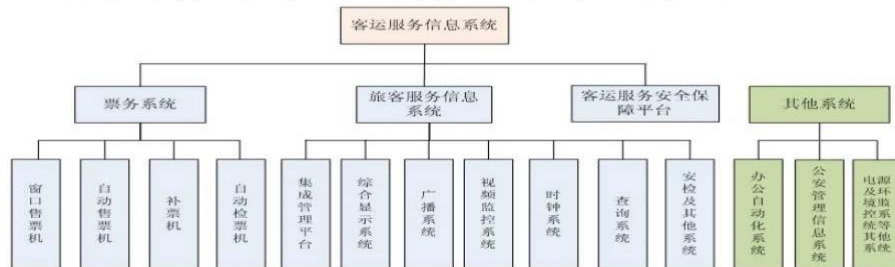 客运服务信息系统
票务系统
旅客服务信息
系统
客运服务安全保
障平台
其他系统
窗口售票机
自动售票机
补票机
自动检票机
集成管理平台
综合显示系统
广播系统
视频监控系统
时钟系统
查询系统
安检及其他系统
办公自动化系统
公安管理信息系统
电源
及环
境监
控系
统等
其他
系统